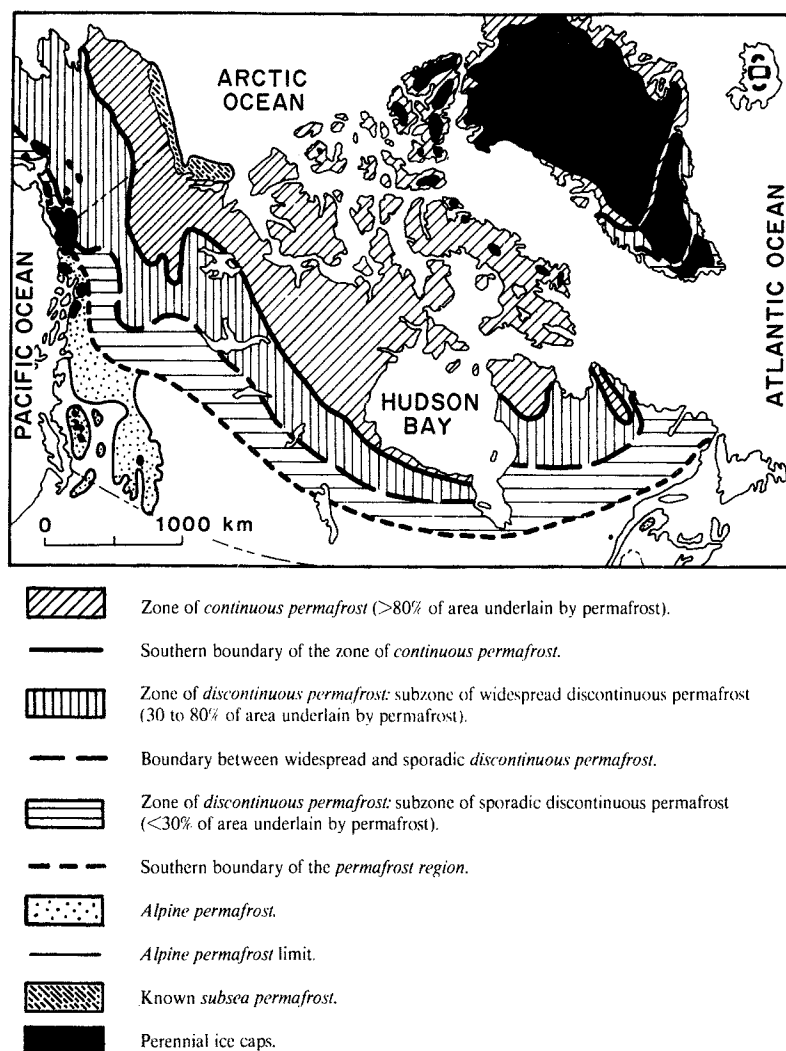 ARCTIC
OCEAN
PACIFIC OCEAN
ATLANTIC OCEAN
HUDSON
BAY
0 1000 km
Zone of continuous permafrost (>80% of area underlain by permafrost).
Southern boundary of the zone of continuous permafrost.
Zone of discontinuous permafrost: subzone of widespread discontinuous permafrost
(30 to 80% of area underlain by permafrost).
Boundary between widespread and sporadic discontinuous permafrost.
Zone of discontinuous permafrost: subzone of sporadic discontinuous permafrost
(<30% of area underlain by permafrost).
Southern boundary of the permafrost region.
Alpine permafrost.
Alpine permafrost limit.
Known subsea permafrost.
Perennial ice caps.